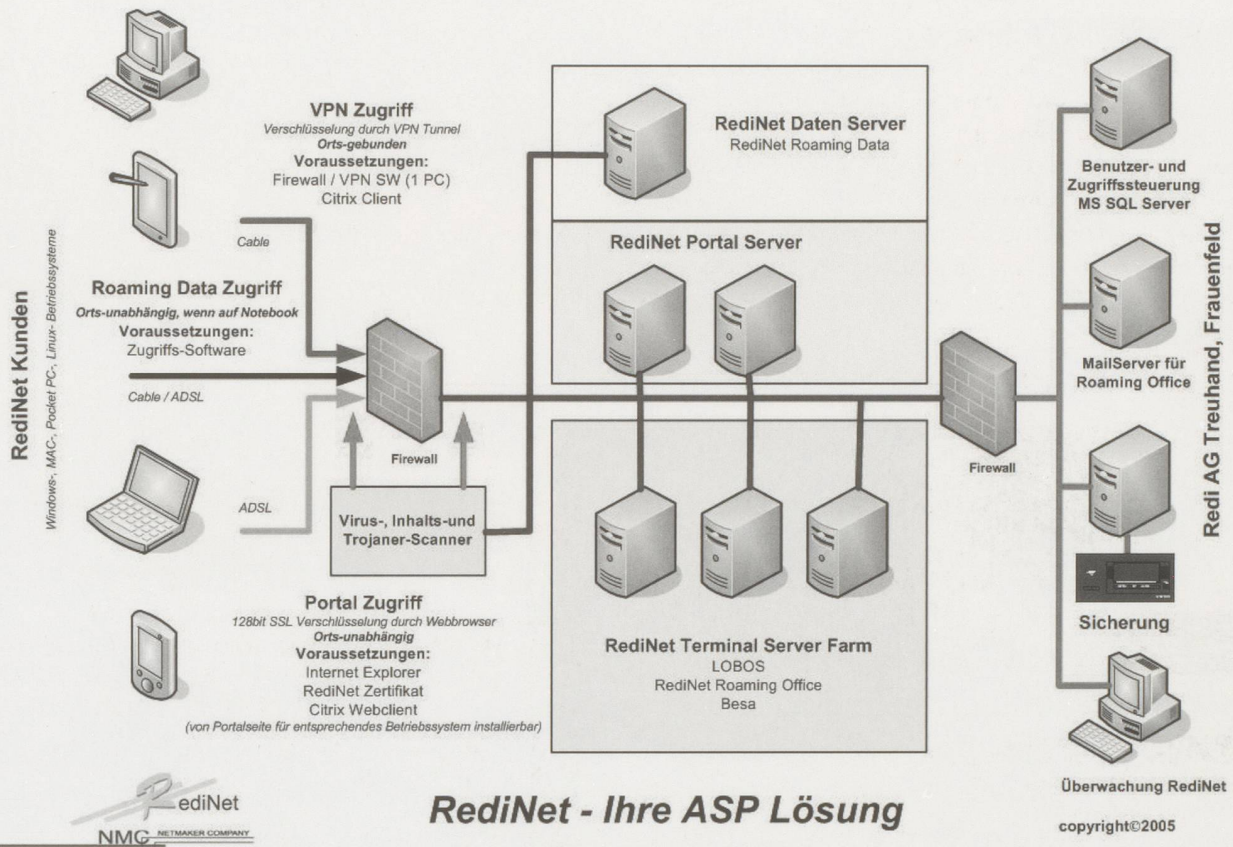 RediNet Kunden
Windows-, MAC-, Pocket PC-, Linux- Betriebssysteme
VPN Zugriff
Verschlüsselung durch VPN Tunnel
Orts-gebunden
Voraussetzungen:
Firewall / VPN SW (1 PC)
Citrix Client
Cable
Roaming Data Zugriff
Orts-unabhängig, wenn auf Notebook
Voraussetzungen:
Zugriffs-Software
Cable / ADSL
ADSL
Firewall
Virus-, Inhalts-und
Trojaner-Scanner
Portal Zugriff
128bit SSL Verschlüsselung durch Webbrowser
Orts-unabhängig
Voraussetzungen:
Internet Explorer
RediNet Zertifikat
Citrix Webclient
(von Portalseite für entsprechendes Betriebssystem installierbar)
RediNet Daten Server
RediNet Roaming Data
RediNet Portal Server
RediNet Terminal Server Farm
LOBOS
RediNet Roaming Office
Besa
Firewall
Benutzer- und
Zugriffssteuerung
MS SQL Server
MailServer für
Roaming Office
Sicherung
Überwachung RediNet
Redi AG Treuhand, Frauenfeld
RediNet
NMC NETMAKER COMPANY
RediNet - Ihre ASP Lösung
copyright©2005